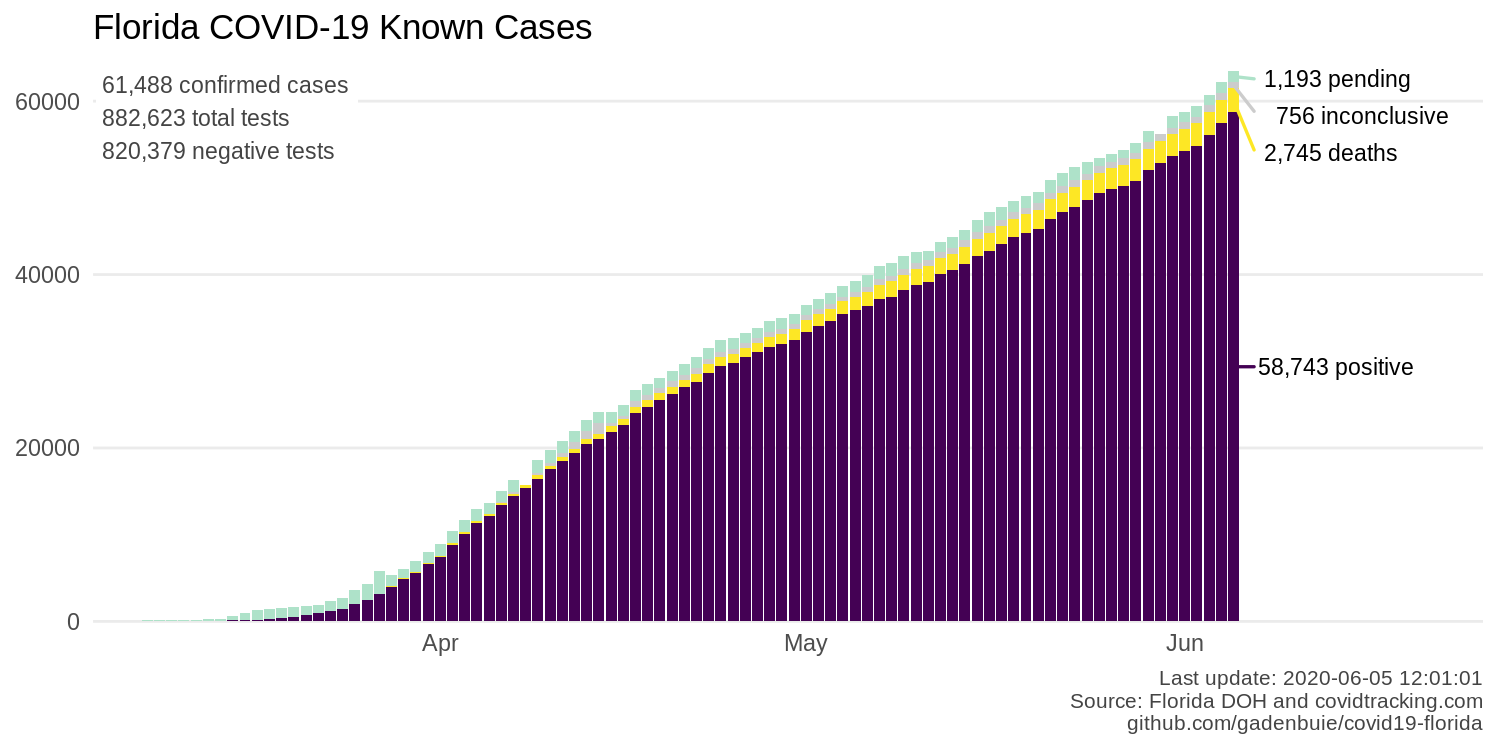 Florida COVID-19 Known Cases
61,488 confirmed cases
882,623 total tests
820,379 negative tests
1,193 pending
756 inconclusive
2,745 deaths
58,743 positive
60000
40000
20000
0
Apr May Jun
Last update: 2020-06-05 12:01:01
Source: Florida DOH and covidtracking.com
github.com/gadenbuie/covid19-florida